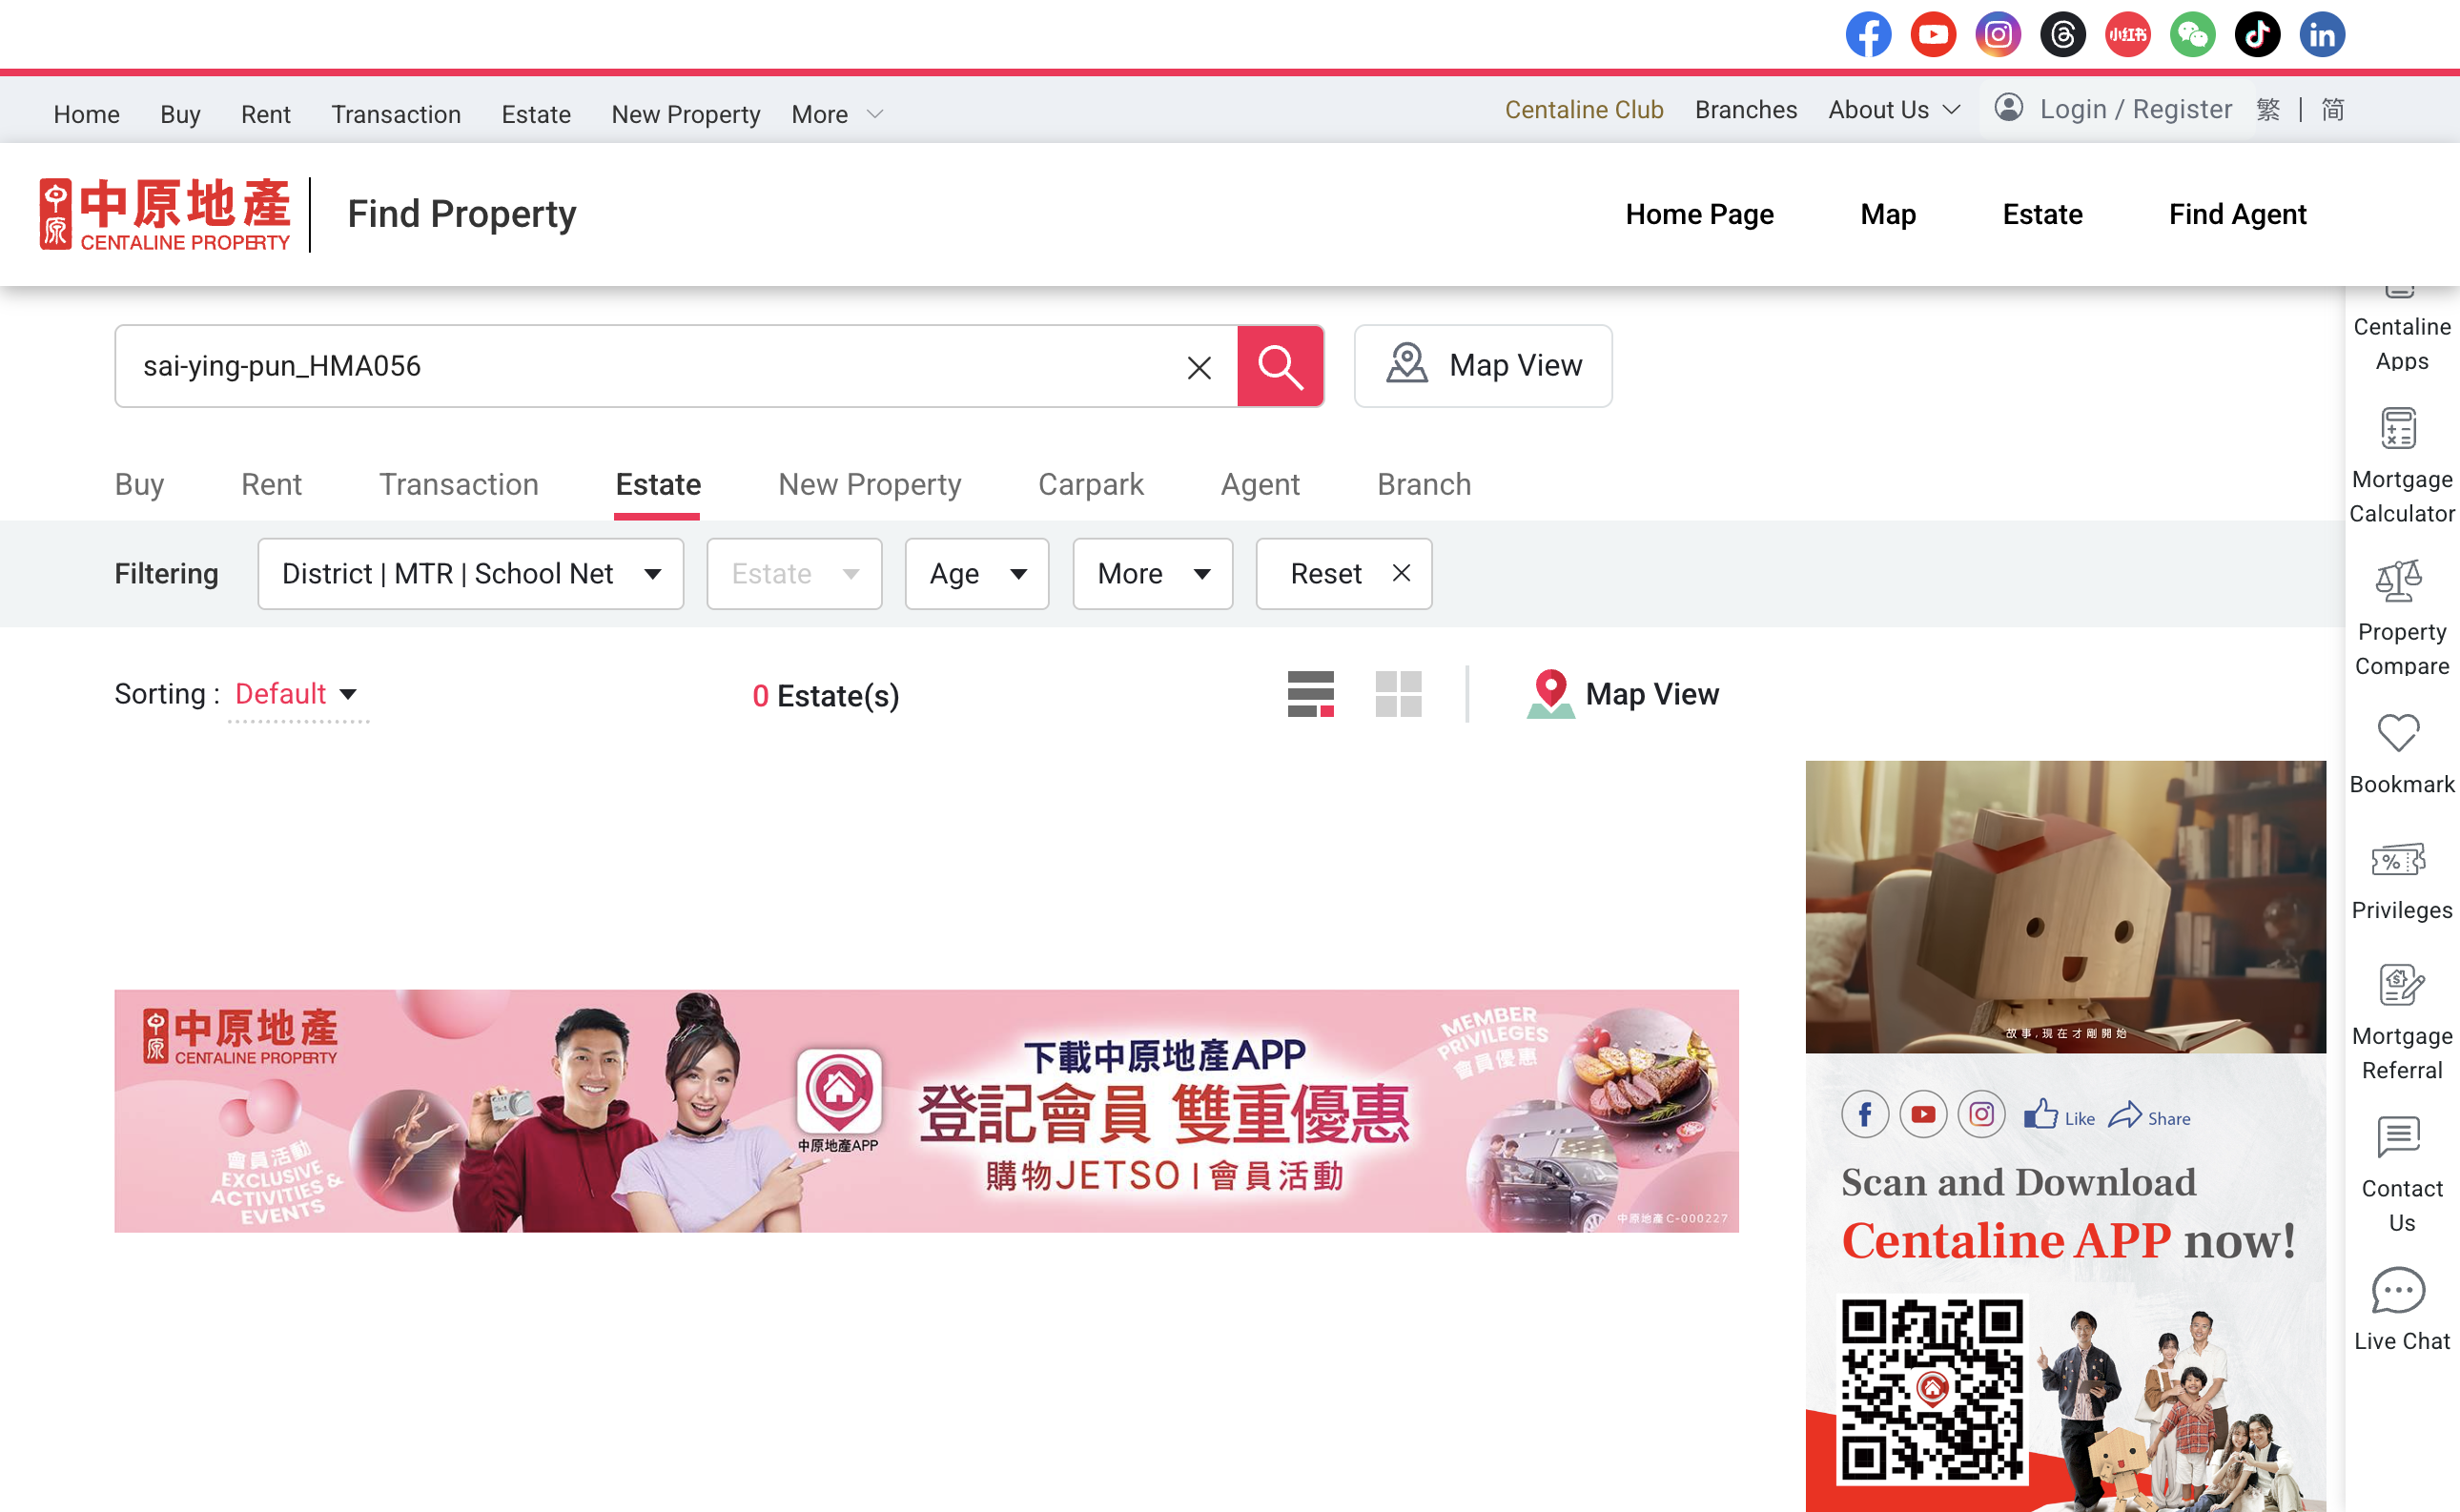 小红书
in
Home Buy Rent Transaction Estate New Property More
Centaline Club Branches About Us Login / Register 繁 | 简
中原 中原地產
CENTALINE PROPERTY
Find Property
Home Page Map Estate Find Agent
sai-ying-pun_HMA056
Map View
Buy Rent Transaction Estate New Property Carpark Agent Branch
Filtering District | MTR | School Net Estate Age More Reset
Sorting : Default 0 Estate(s) Map View
中原 中原地產
CENTALINE PROPERTY
會員活動
EXCLUSIVE
ACTIVITIES &
EVENTS
中原地產APP
下載中原地產APP
登記會員 雙重優惠
購物JETSO | 會員活動
MEMBER
PRIVILEGES
會員優惠
中原地產 C-000227
故事,現在才剛開始
Like Share
Scan and Download
Centaline APP now!
Centaline
Apps
Mortgage
Calculator
Property
Compare
Bookmark
Privileges
Mortgage
Referral
Contact
Us
Live Chat